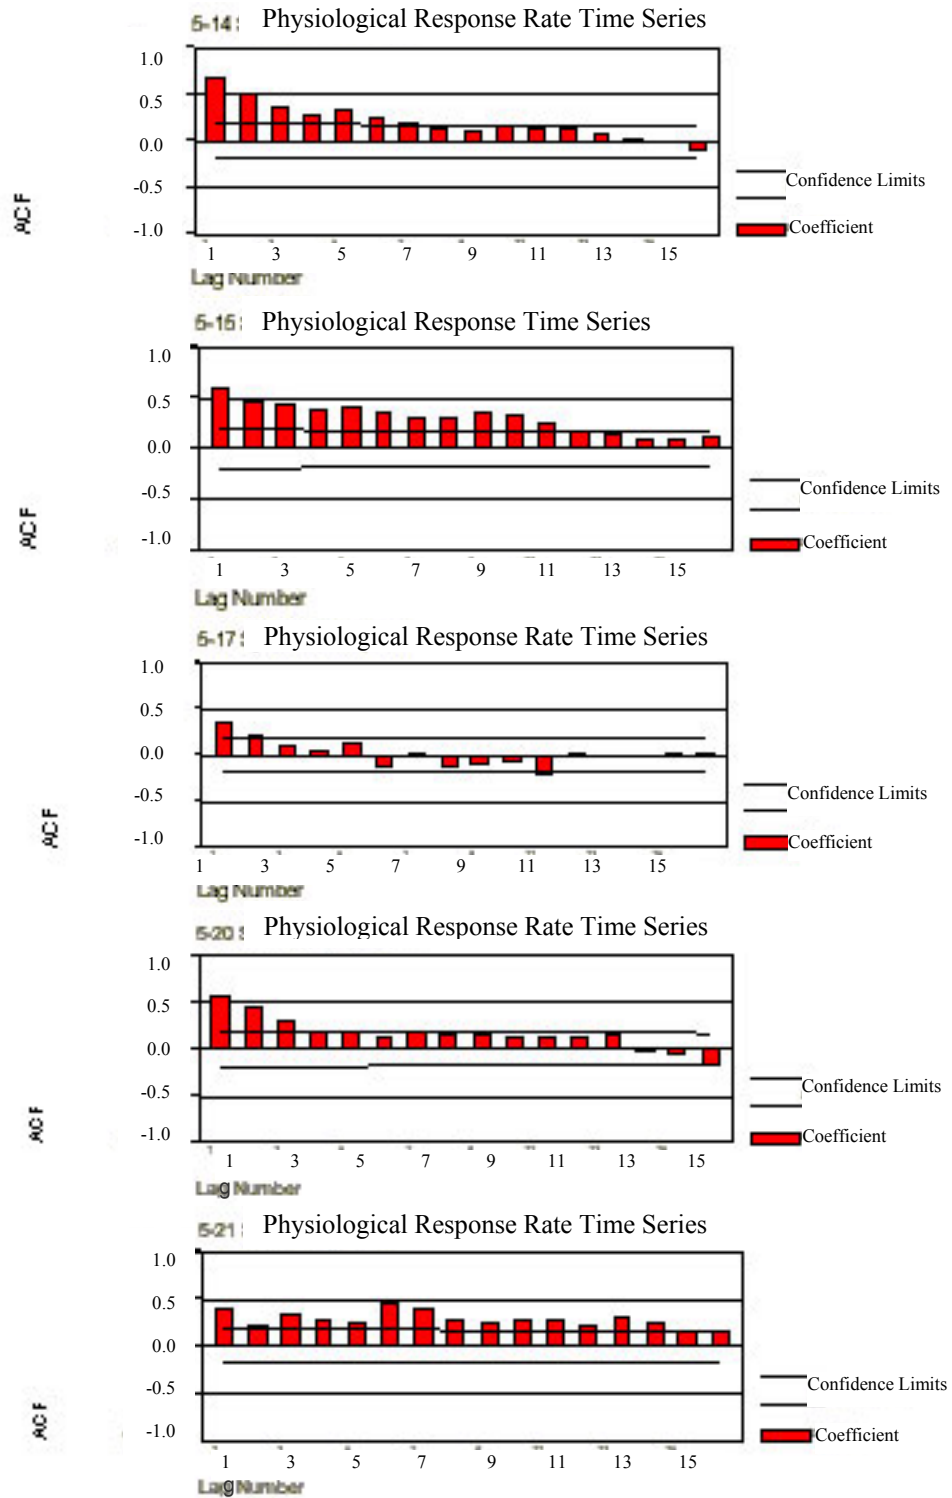 5-14 : Physiological Response Rate Time Series
1.0
0.5
0.0
-0.5
-1.0
ACF
Confidence Limits
Coefficient
1 3 5 7 9 11 13 15
Lag Number
5-15 : Physiological Response Time Series
1.0
0.5
0.0
-0.5
-1.0
ACF
Confidence Limits
Coefficient
1 3 5 7 9 11 13 15
Lag Number
5-17 : Physiological Response Rate Time Series
1.0
0.5
0.0
-0.5
-1.0
ACF
Confidence Limits
Coefficient
1 3 5 7 9 11 13 15
Lag Number
5-20 : Physiological Response Rate Time Series
1.0
0.5
0.0
-0.5
-1.0
ACF
Confidence Limits
Coefficient
1 3 5 7 9 11 13 15
Lag Number
5-21 : Physiological Response Rate Time Series
1.0
0.5
0.0
-0.5
-1.0
ACF
Confidence Limits
Coefficient
1 3 5 7 9 11 13 15
Lag Number